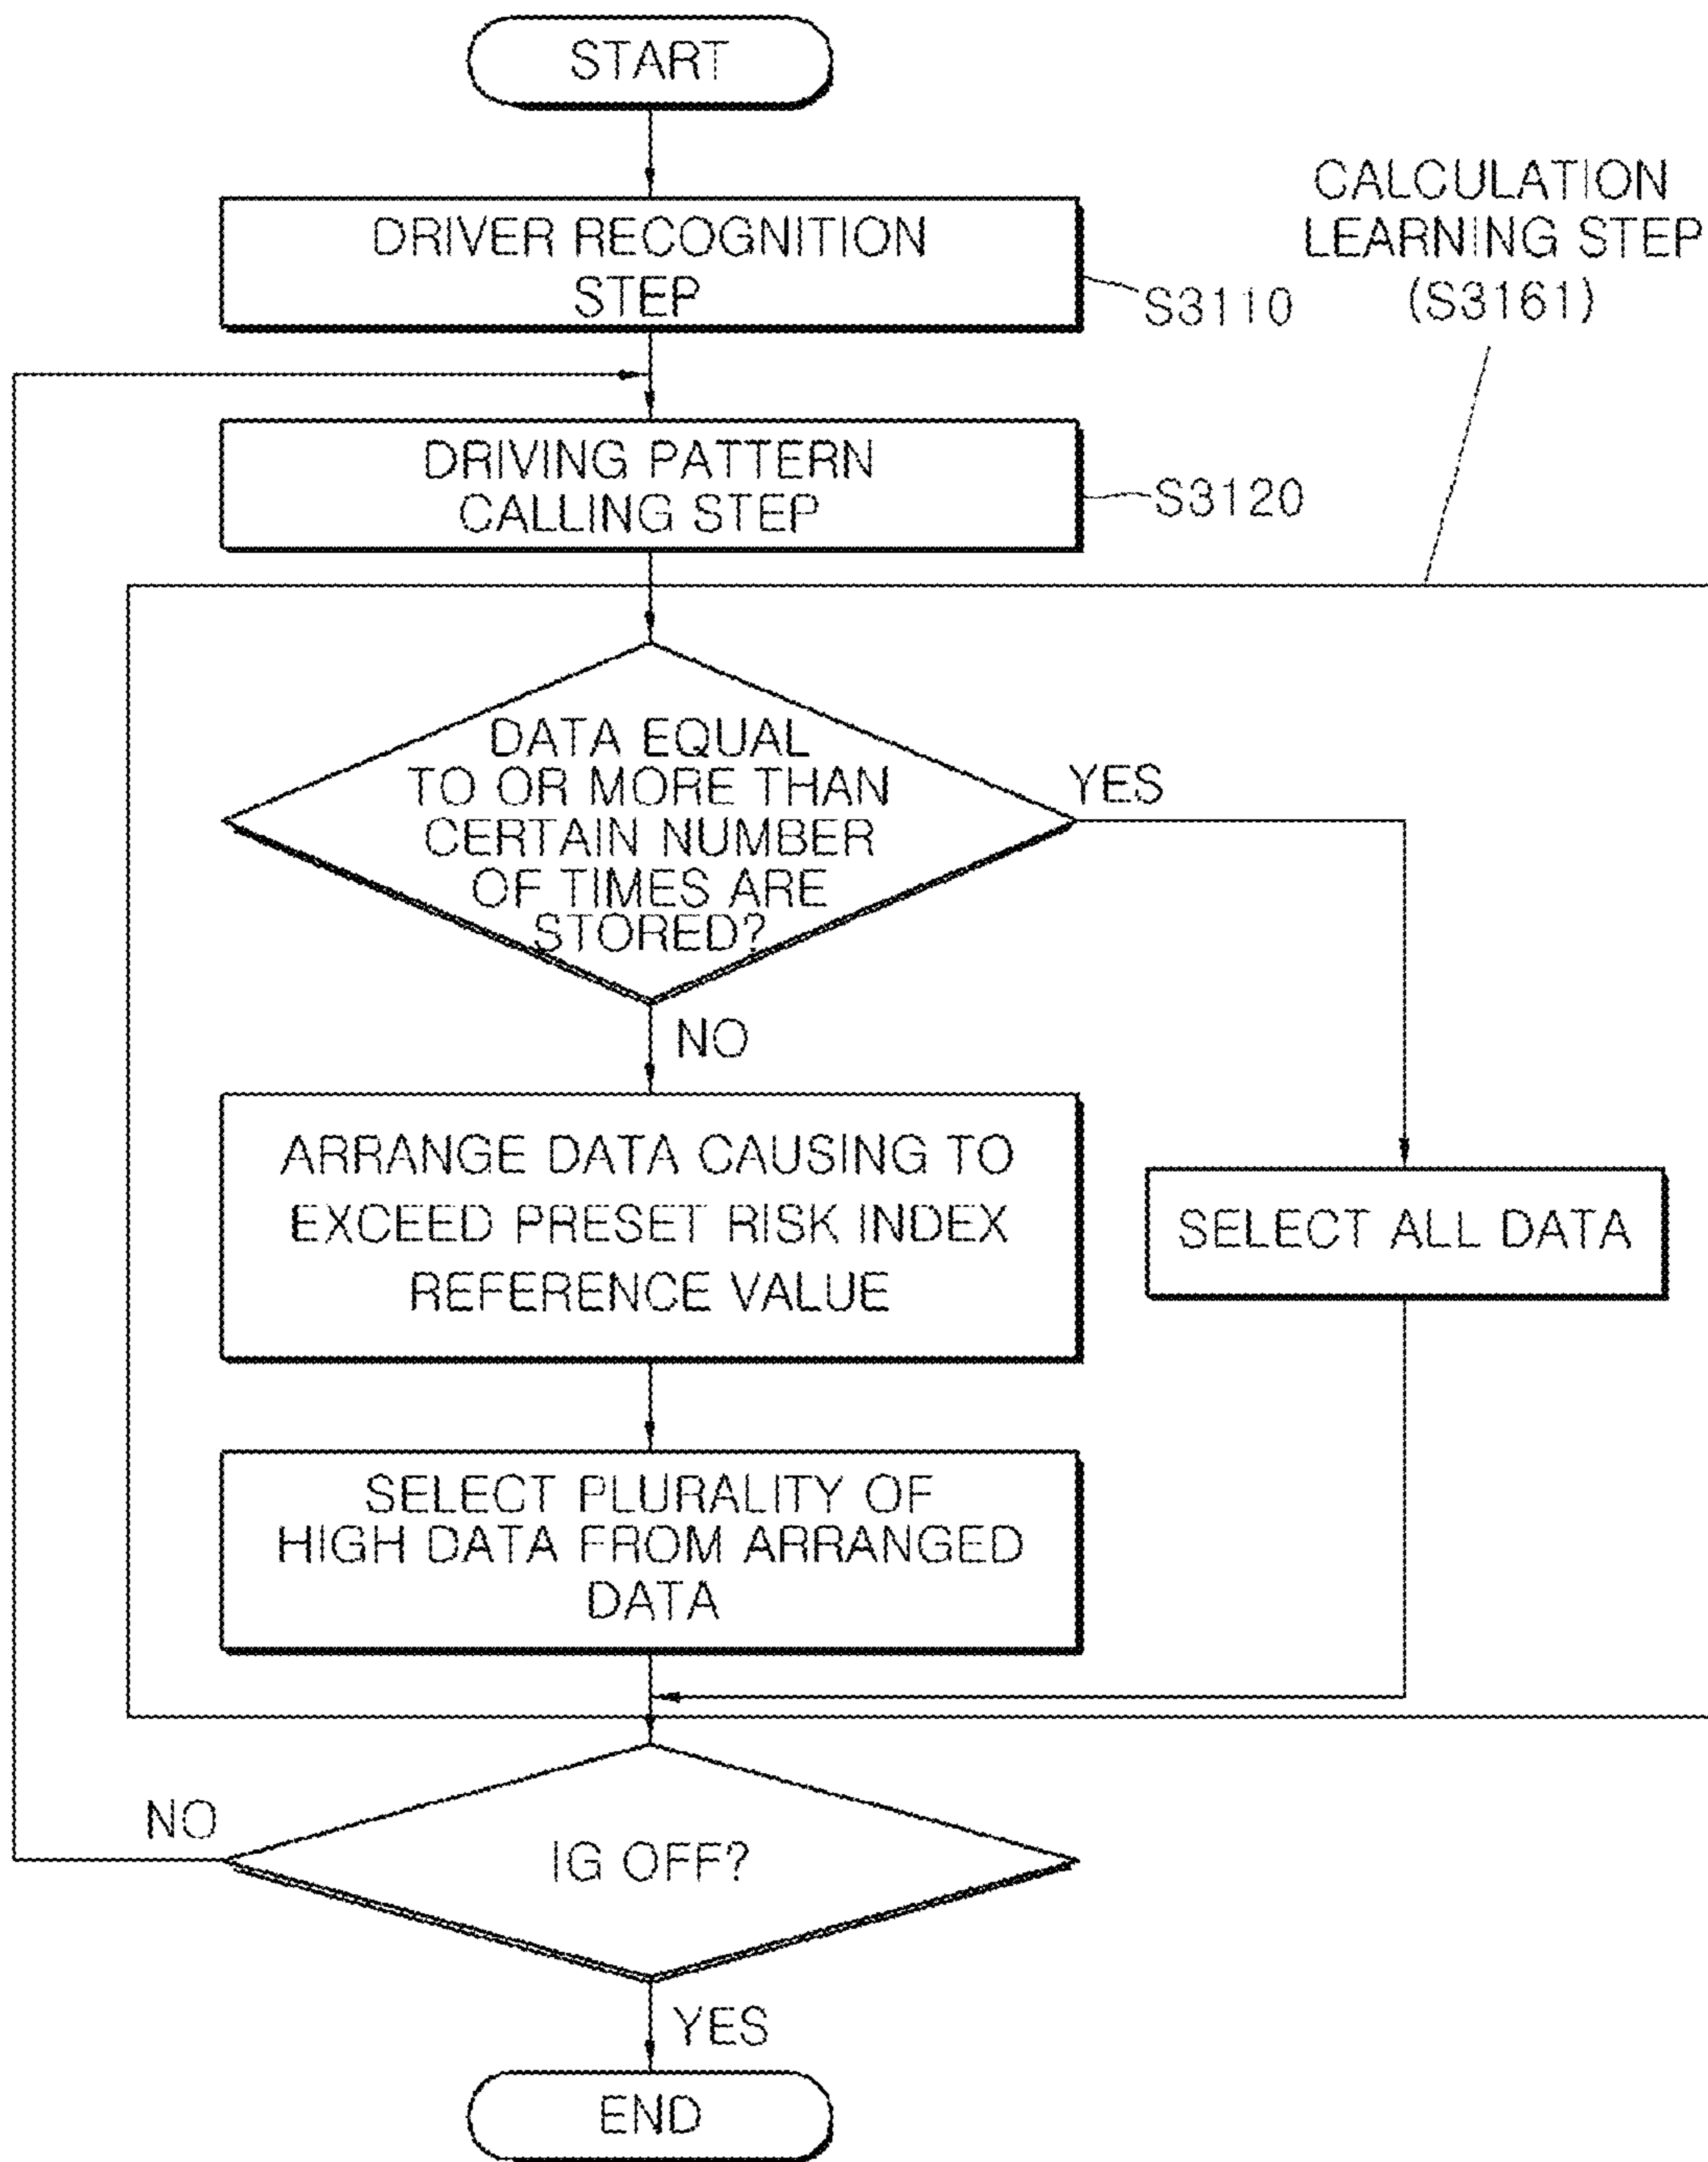 START
DRIVER RECOGNITION
STEP
S3110
CALCULATION
LEARNING STEP
(S3161)
DRIVING PATTERN
CALLING STEP
S3120
DATA EQUAL
TO OR MORE THAN
CERTAIN NUMBER
OF TIMES ARE
STORED?
YES
NO
ARRANGE DATA CAUSING TO
EXCEED PRESET RISK INDEX
REFERENCE VALUE
SELECT ALL DATA
SELECT PLURALITY OF
HIGH DATA FROM ARRANGED
DATA
NO
IG OFF?
YES
END